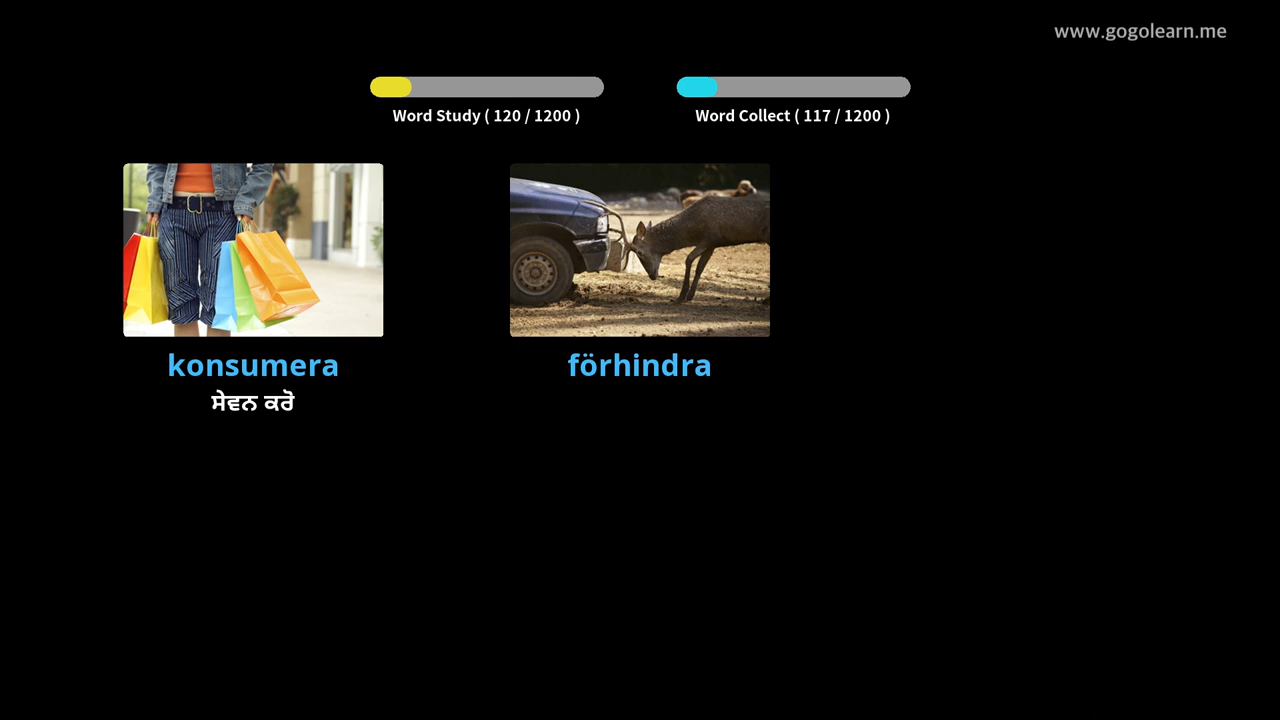 www.gogolearn.me
Word Study ( 120 / 1200 )
Word Collect ( 117 / 1200 )
konsumera
förhindra
ਸੇਵਨ ਕਰੋ